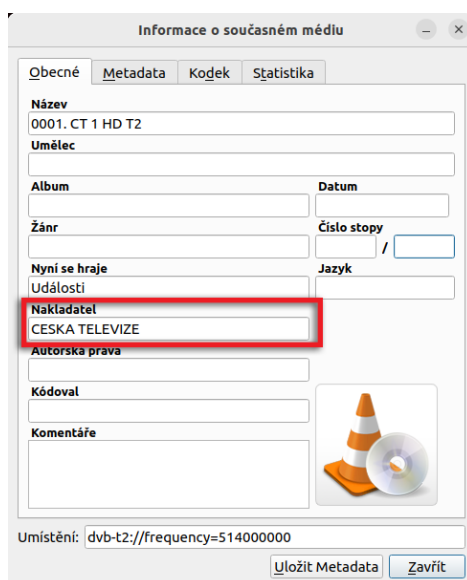 Informace o současném médiu
Obecné Metadata Kodek Statistika
Název
0001. CT 1 HD T2
Umělec
Album Datum
Žánr Číslo stopy
/
Nyní se hraje Jazyk
Události
Nakladatel
CESKA TELEVIZE
Autorská práva
Kódoval
Komentáře
Umístění: dvb-t2://frequency=514000000
Uložit Metadata Zavřít